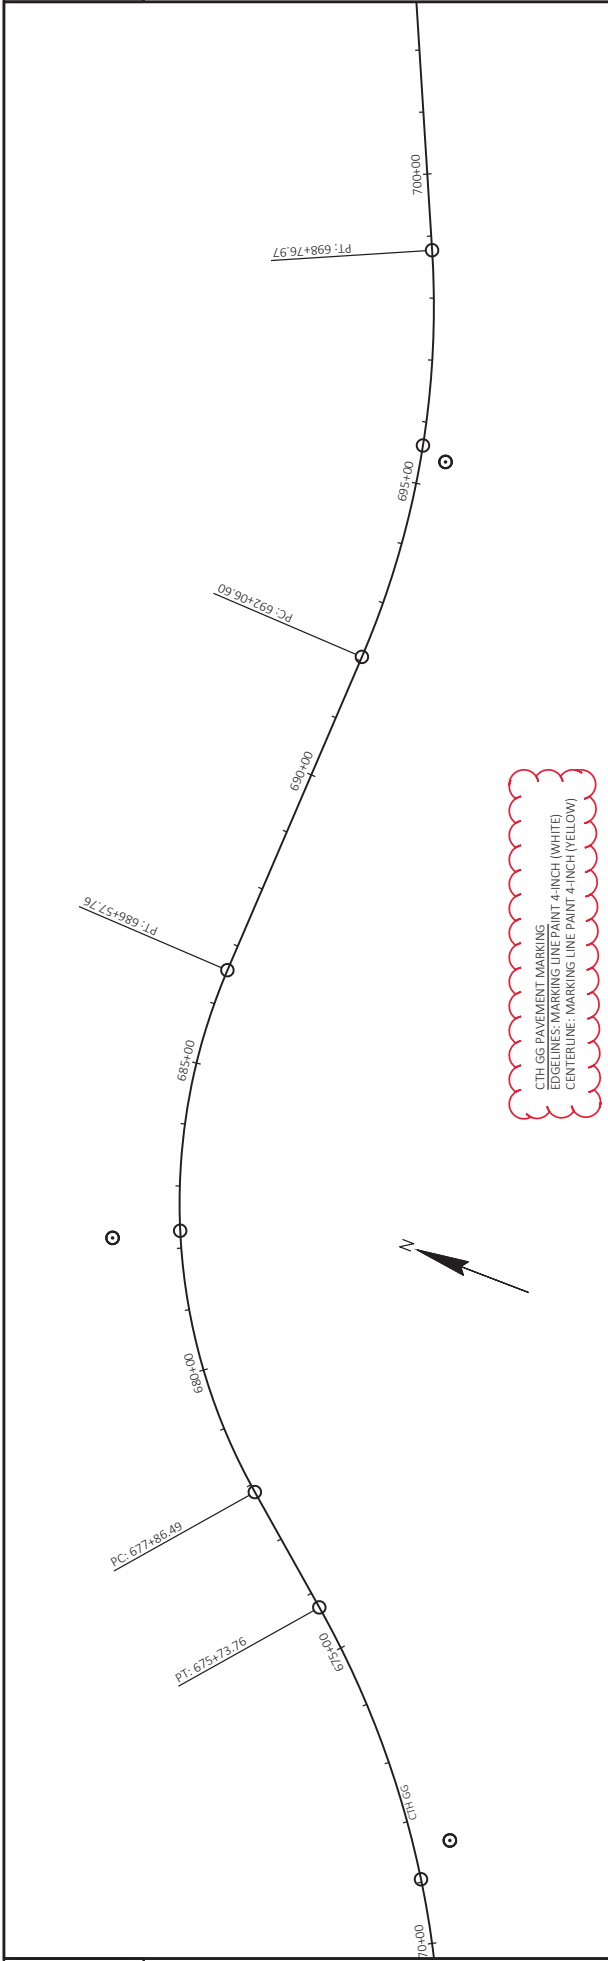 700+00
PT: 698+76.97
695+00
PC: 692+06.60
690+00
PT: 686+57.76
685+00
CTH GG PAVEMENT MARKING
EDGELINES: MARKING LINE PAINT 4-INCH (WHITE)
CENTERLINE: MARKING LINE PAINT 4-INCH (YELLOW)
N
680+00
PC: 677+86.49
PT: 675+73.76
675+00
CTH GG
70+00